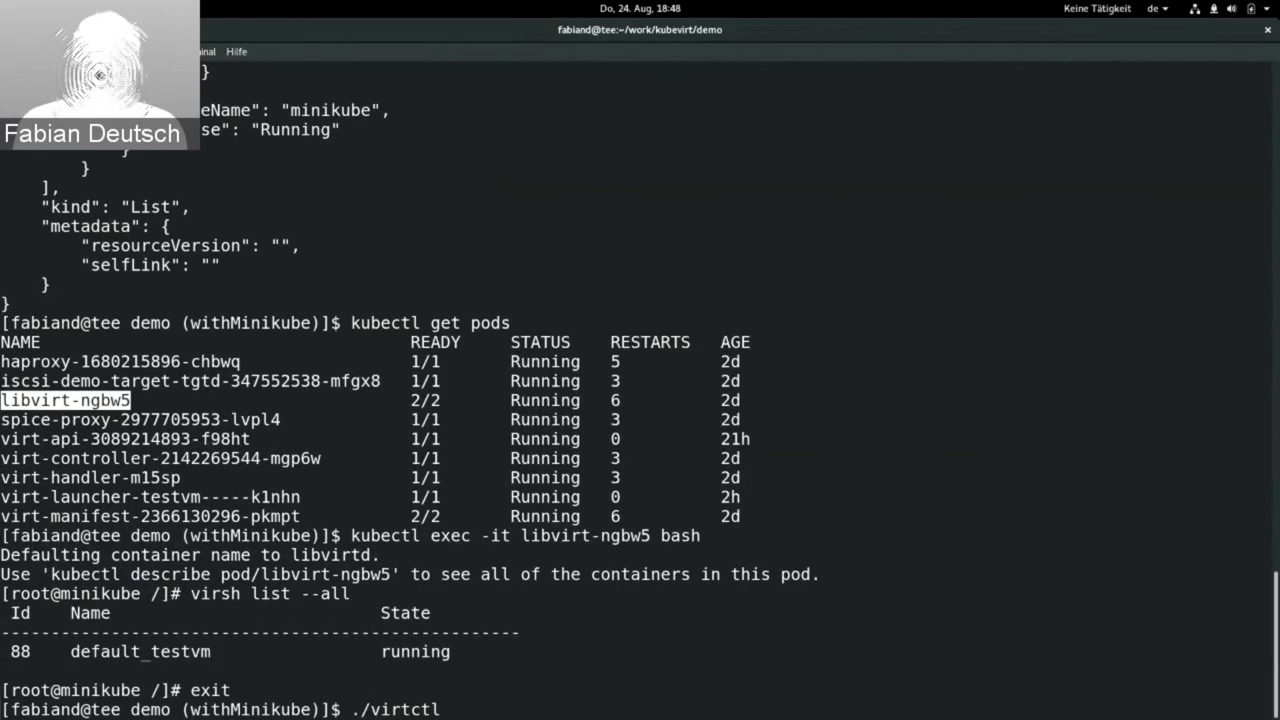 Do, 24. Aug, 18:48
Keine Tätigkeit de
fabiand@tee:~/work/kubevirt/demo
Hilfe
}
eName": "minikube",
Fabian Deutsch
se": "Running"
}
}
],
"kind": "List",
"metadata": {
"resourceVersion": "",
"selfLink": ""
}
}
[fabiand@tee demo (withMinikube)]$ kubectl get pods
NAME READY STATUS RESTARTS AGE
haproxy-1680215896-chbwq 1/1 Running 5 2d
iscsi-demo-target-tgtd-347552538-mfgx8 1/1 Running 3 2d
libvirt-ngbw5 2/2 Running 6 2d
spice-proxy-2977705953-lvpl4 1/1 Running 3 2d
virt-api-3089214893-f98ht 1/1 Running 0 21h
virt-controller-2142269544-mgp6w 1/1 Running 3 2d
virt-handler-m15sp 1/1 Running 3 2d
virt-launcher-testvm-----k1nhn 1/1 Running 0 2h
virt-manifest-2366130296-pkmpt 2/2 Running 6 2d
[fabiand@tee demo (withMinikube)]$ kubectl exec -it libvirt-ngbw5 bash
Defaulting container name to libvirtd.
Use 'kubectl describe pod/libvirt-ngbw5' to see all of the containers in this pod.
[root@minikube /]# virsh list --all
Id Name State
----------------------------------------------------
88 default_testvm running
[root@minikube /]# exit
[fabiand@tee demo (withMinikube)]$ ./virtctl